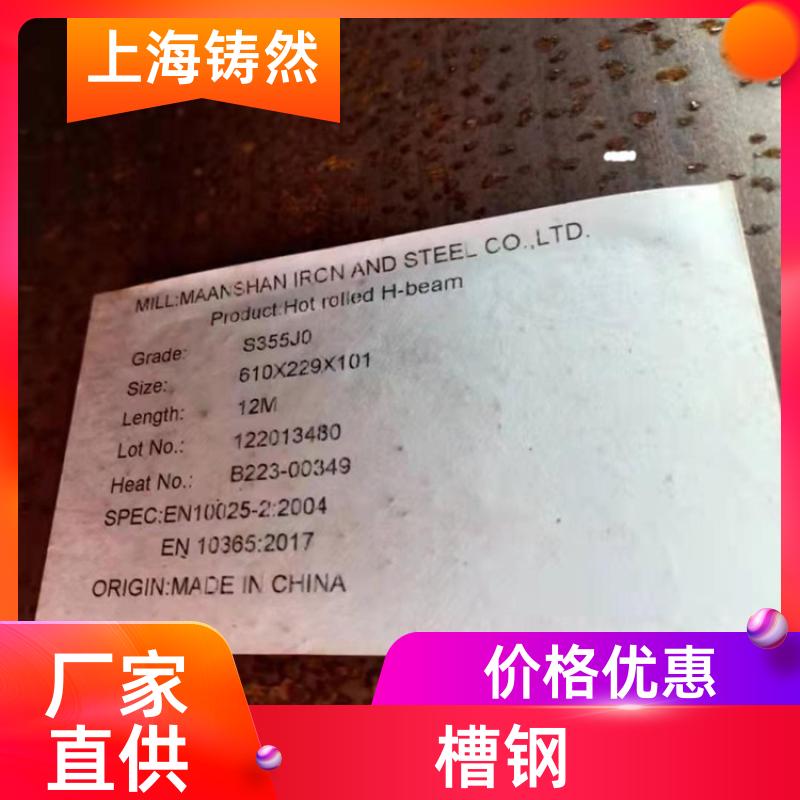 上海铸然
MILL:MAANSHAN IRCN AND STEEL CO.,LTD.
Product:Hot rolled H-beam
Grade: S355J0
Size: 610X229X101
Length: 12M
Lot No.: 122013480
Heat No.: B223-00349
SPEC:EN10025-2:2004
EN 10365:2017
ORIGIN:MADE IN CHINA
厂家
直供
价格优惠
槽钢